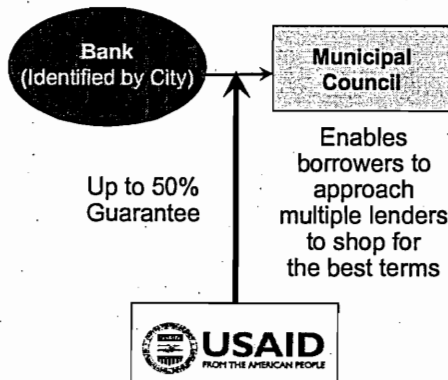 Bank
(Identified by City)
Municipal
Council
Enables
borrowers to
approach
multiple lenders
to shop for
the best terms
Up to 50%
Guarantee
USAID
FROM THE AMERICAN PEOPLE